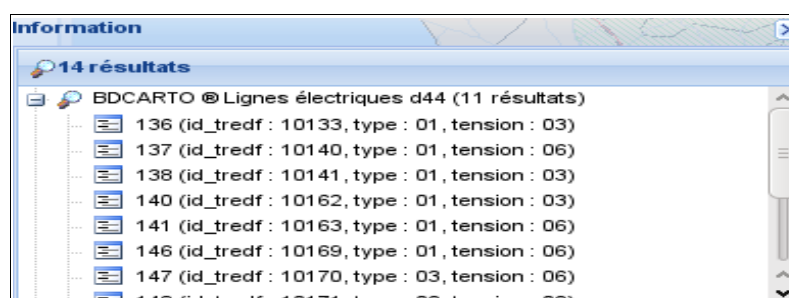 Information
14 résultats
BDCARTO ® Lignes électriques d44 (11 résultats)
136 (id_tredf : 10133, type : 01, tension : 03)
137 (id_tredf : 10140, type : 01, tension : 06)
138 (id_tredf : 10141, type : 01, tension : 03)
140 (id_tredf : 10162, type : 01, tension : 03)
141 (id_tredf : 10163, type : 01, tension : 06)
146 (id_tredf : 10169, type : 01, tension : 06)
147 (id_tredf : 10170, type : 03, tension : 06)